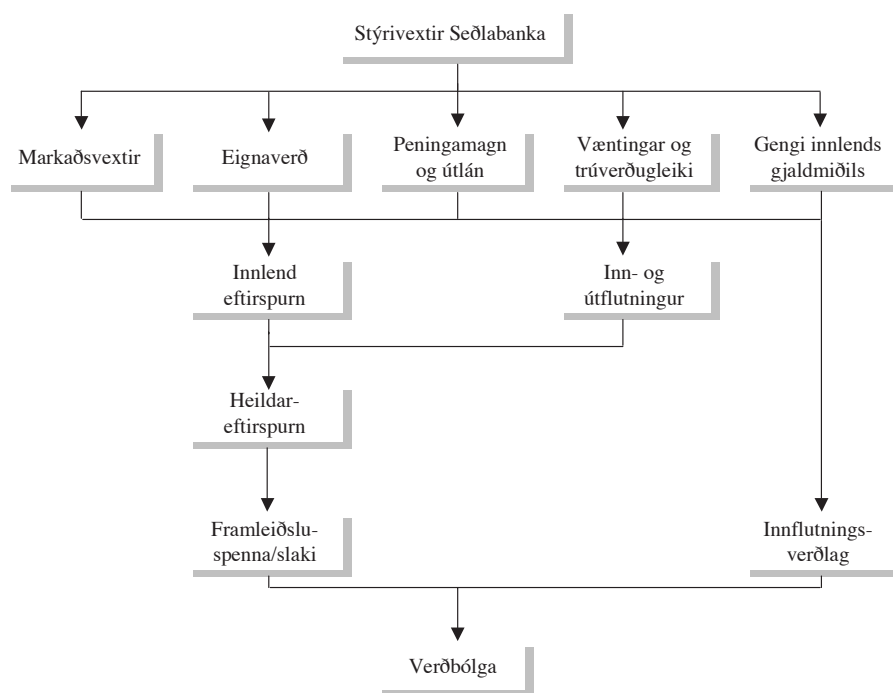 Stýrivextir Seðlabanka
Markaðsvextir
Eignaverð
Peningamagn
og útlán
Væntingar og
trúverðugleiki
Gengi innlends
gjaldmiðils
Innlend
eftirspurn
Inn- og
útflutningur
Heildar-
eftirspurn
Framleiðslu-
spenna/slaki
Innflutnings-
verðlag
Verðbólga